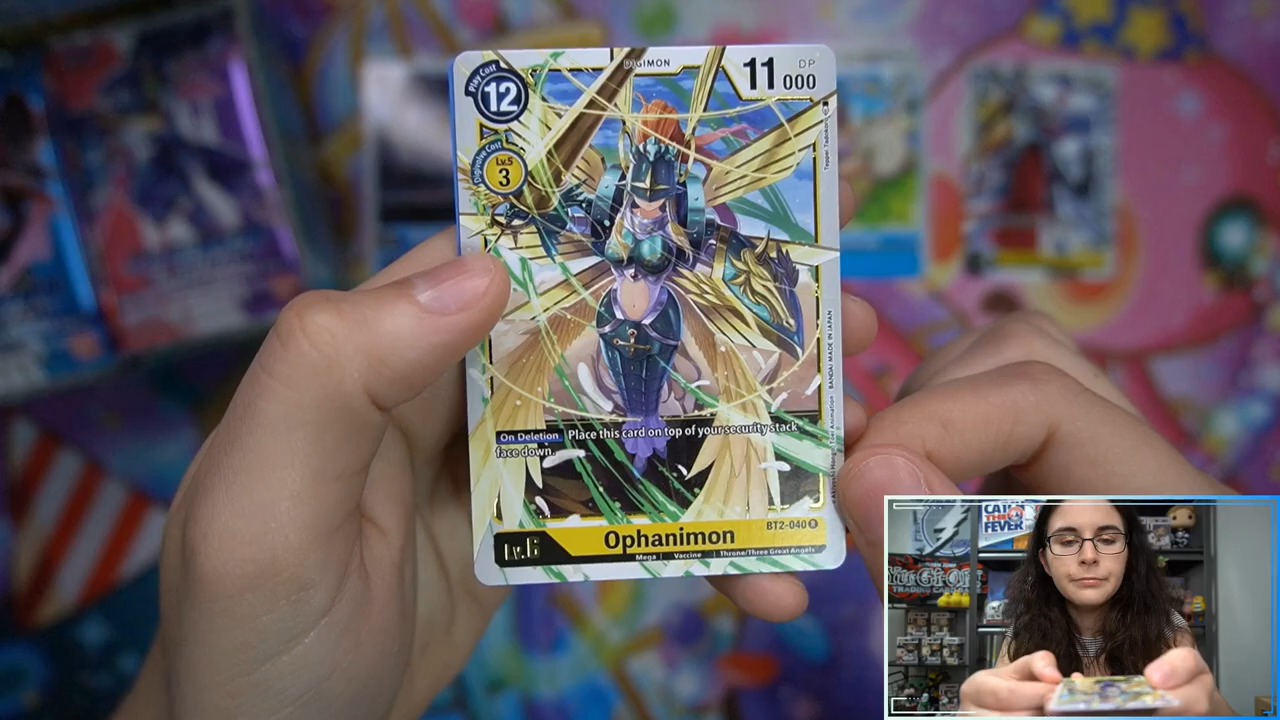 DIGIMON
Play Cost
12
DP
11000
Digivolve Cost
Lv.5
3
On Deletion Place this card on top of your security stack
face down.
BANDAI MADE IN JAPAN
Lv.6
Ophanimon
BT2-040 R
Mega Vaccine Throne/Three Great Angels
CATCH
THE
FEVER
Yu-Gi-Oh!
TRADING CARD GAME